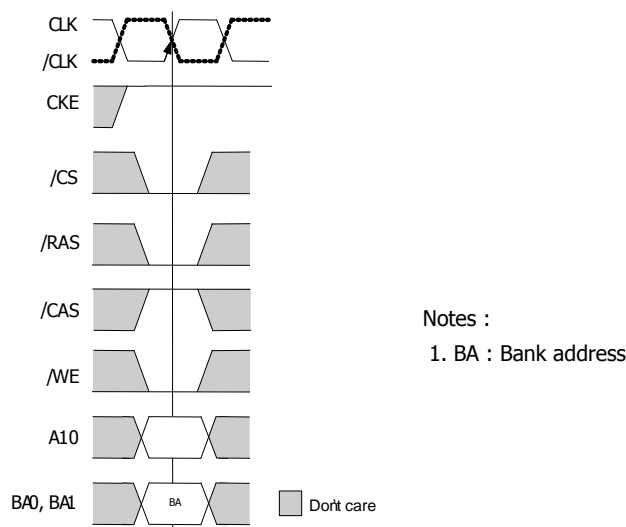 CLK
/CLK
CKE
/CS
/RAS
/CAS
/WE
A10
BA0, BA1
BA
Don't care
Notes :
1. BA : Bank address